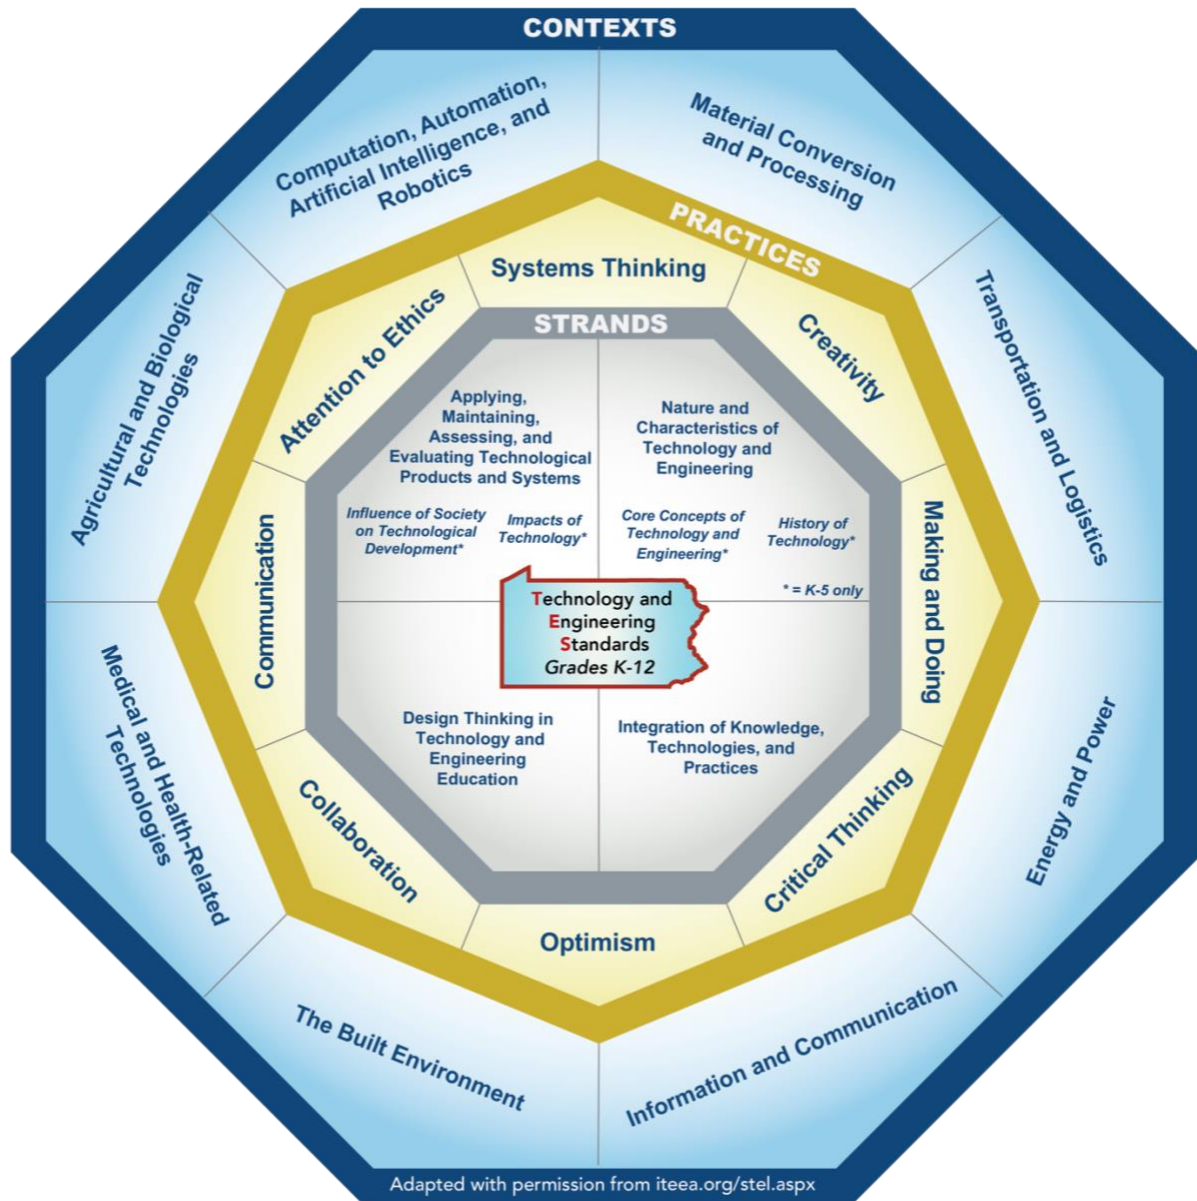 CONTEXTS
Computation, Automation,
Artificial Intelligence, and
Robotics
Material Conversion
and Processing
Transportation and Logistics
Energy and Power
Information and Communication
The Built Environment
Medical and Health-Related
Technologies
Agricultural and Biological
Technologies
PRACTICES
Systems Thinking
Creativity
Making and Doing
Critical Thinking
Optimism
Collaboration
Communication
Attention to Ethics
STRANDS
Applying,
Maintaining,
Assessing, and
Evaluating Technological
Products and Systems
Influence of Society
on Technological
Development*
Impacts of
Technology*
Nature and
Characteristics of
Technology and
Engineering
Core Concepts of
Technology and
Engineering*
History of
Technology*
* = K-5 only
Technology and
Engineering
Standards
Grades K-12
Design Thinking in
Technology and
Engineering
Education
Integration of Knowledge,
Technologies, and
Practices
Adapted with permission from iteea.org/stel.aspx